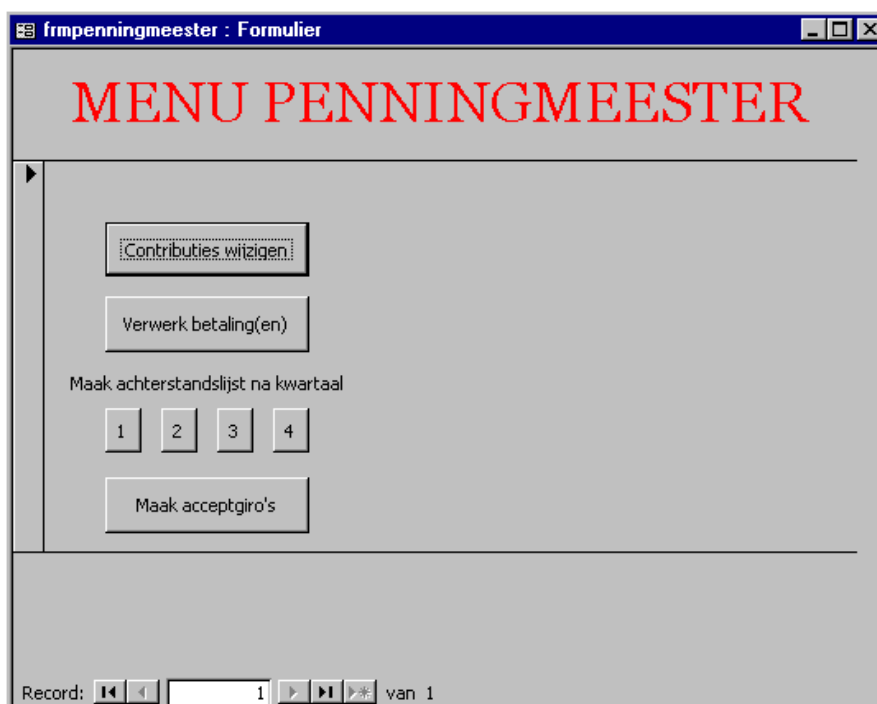 frmpenningmeester : Formulier
MENU PENNINGMEESTER
Contributies wijzigen
Verwerk betaling(en)
Maak achterstandslijst na kwartaal
1 2 3 4
Maak acceptgiro's
Record: 1 van 1